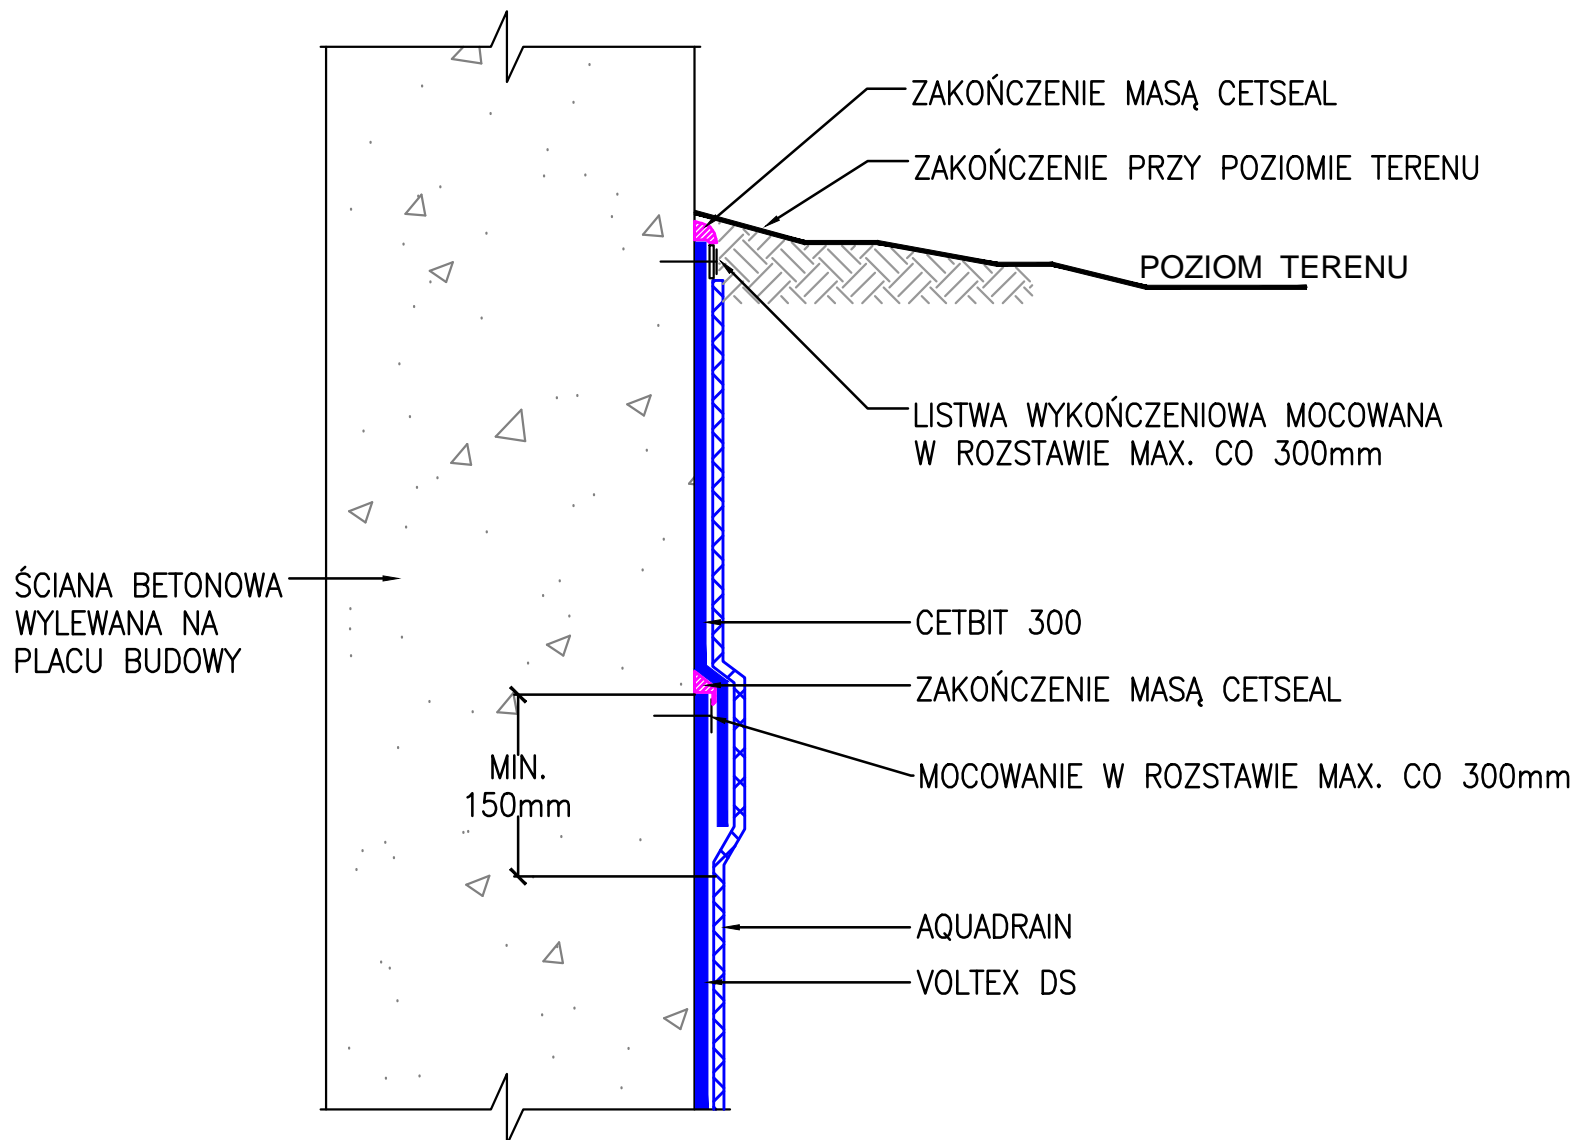 ZAKOŃCZENIE MASĄ CETSEAL
ZAKOŃCZENIE PRZY POZIOMIE TERENU
POZIOM TERENU
LISTWA WYKOŃCZENIOWA MOCOWANA
W ROZSTAWIE MAX. CO 300mm
ŚCIANA BETONOWA
WYLEWANA NA
PLACU BUDOWY
CETBIT 300
ZAKOŃCZENIE MASĄ CETSEAL
MIN.
150mm
MOCOWANIE W ROZSTAWIE MAX. CO 300mm
AQUADRAIN
VOLTEX DS